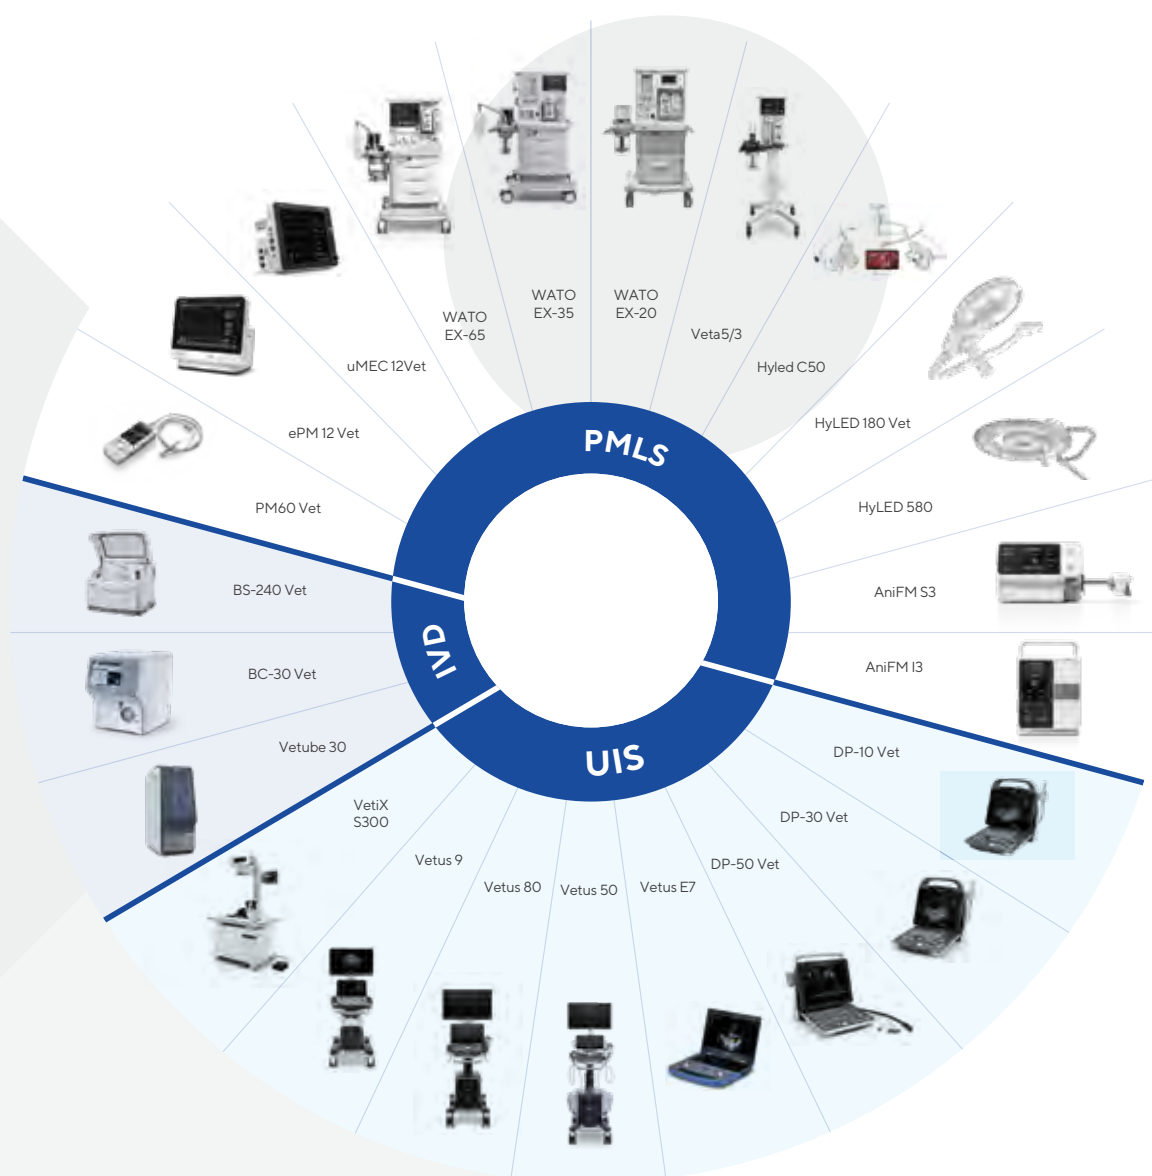 WATO
EX-35
WATO
EX-20
WATO
EX-65
Veta5/3
uMEC 12Vet
Hyled C50
ePM 12 Vet
HyLED 180 Vet
PMLS
PM60 Vet
HyLED 580
BS-240 Vet
AniFM S3
IVD
BC-30 Vet
AniFM I3
Vetube 30
DP-10 Vet
UIS
VetiX
S300
DP-30 Vet
Vetus 9
DP-50 Vet
Vetus 80
Vetus 50
Vetus E7